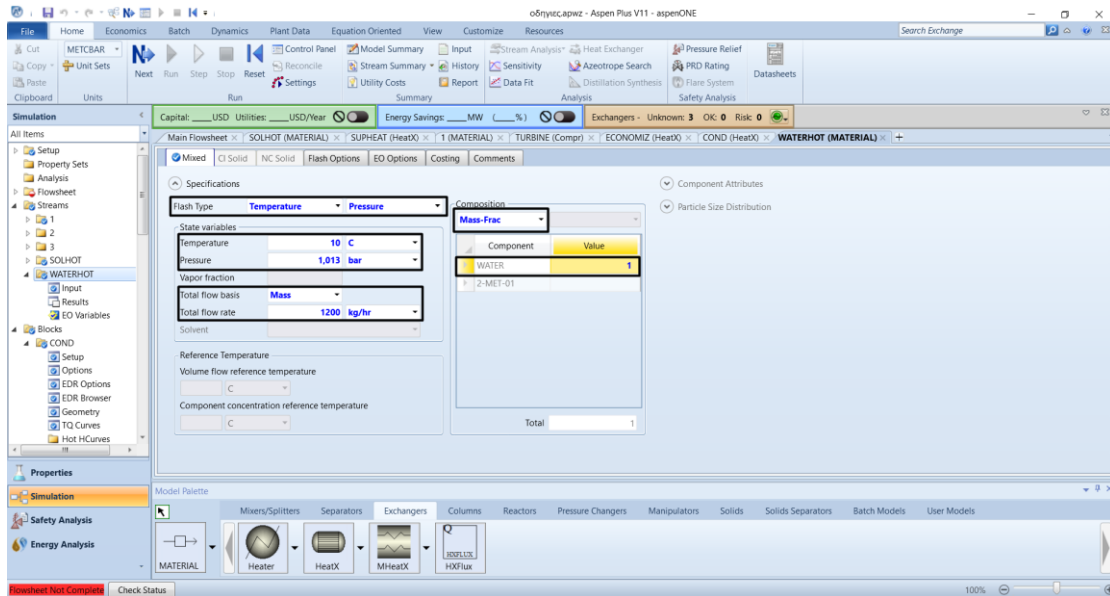 οδηγιες.apwz - Aspen Plus V11 - aspenONE
File Home Economics Batch Dynamics Plant Data Equation Oriented View Customize Resources Search Exchange
Cut METCBAR Control Panel Model Summary Input Stream Analysis Heat Exchanger Pressure Relief
Copy Unit Sets Next Run Step Stop Reset Reconcile Stream Summary History Sensitivity Azeotrope Search PRD Rating Datasheets
Paste Settings Utility Costs Report Data Fit Distillation Synthesis Flare System
Clipboard Units Run Summary Analysis Safety Analysis
Simulation Capital: ____USD Utilities: ____USD/Year Energy Savings: ____MW (____%) Exchangers - Unknown: 3 OK: 0 Risk: 0
All Items Main Flowsheet SOLHOT (MATERIAL) SUPHEAT (HeatX) 1 (MATERIAL) TURBINE (Compr) ECONOMIZ (HeatX) COND (HeatX) WATERHOT (MATERIAL) +
Setup
Property Sets
Analysis
Flowsheet
Streams
1
2
3
SOLHOT
WATERHOT
Input
Results
EO Variables
Blocks
COND
Setup
Options
EDR Options
EDR Browser
Geometry
TQ Curves
Hot HCurves
Properties
Simulation
Safety Analysis
Energy Analysis
Mixed CI Solid NC Solid Flash Options EO Options Costing Comments
Specifications
Flash Type Temperature Pressure
State variables
Temperature 10 C
Pressure 1,013 bar
Vapor fraction
Total flow basis Mass
Total flow rate 1200 kg/hr
Solvent
Reference Temperature
Volume flow reference temperature
C
Component concentration reference temperature
C
Composition
Mass-Frac
Component Value
WATER 1
2-MET-01
Total 1
Component Attributes
Particle Size Distribution
Model Palette
Mixers/Splitters Separators Exchangers Columns Reactors Pressure Changers Manipulators Solids Solids Separators Batch Models User Models
Q
HXFLUX
MATERIAL Heater HeatX MHeatX HXFlux
Flowsheet Not Complete Check Status 100%